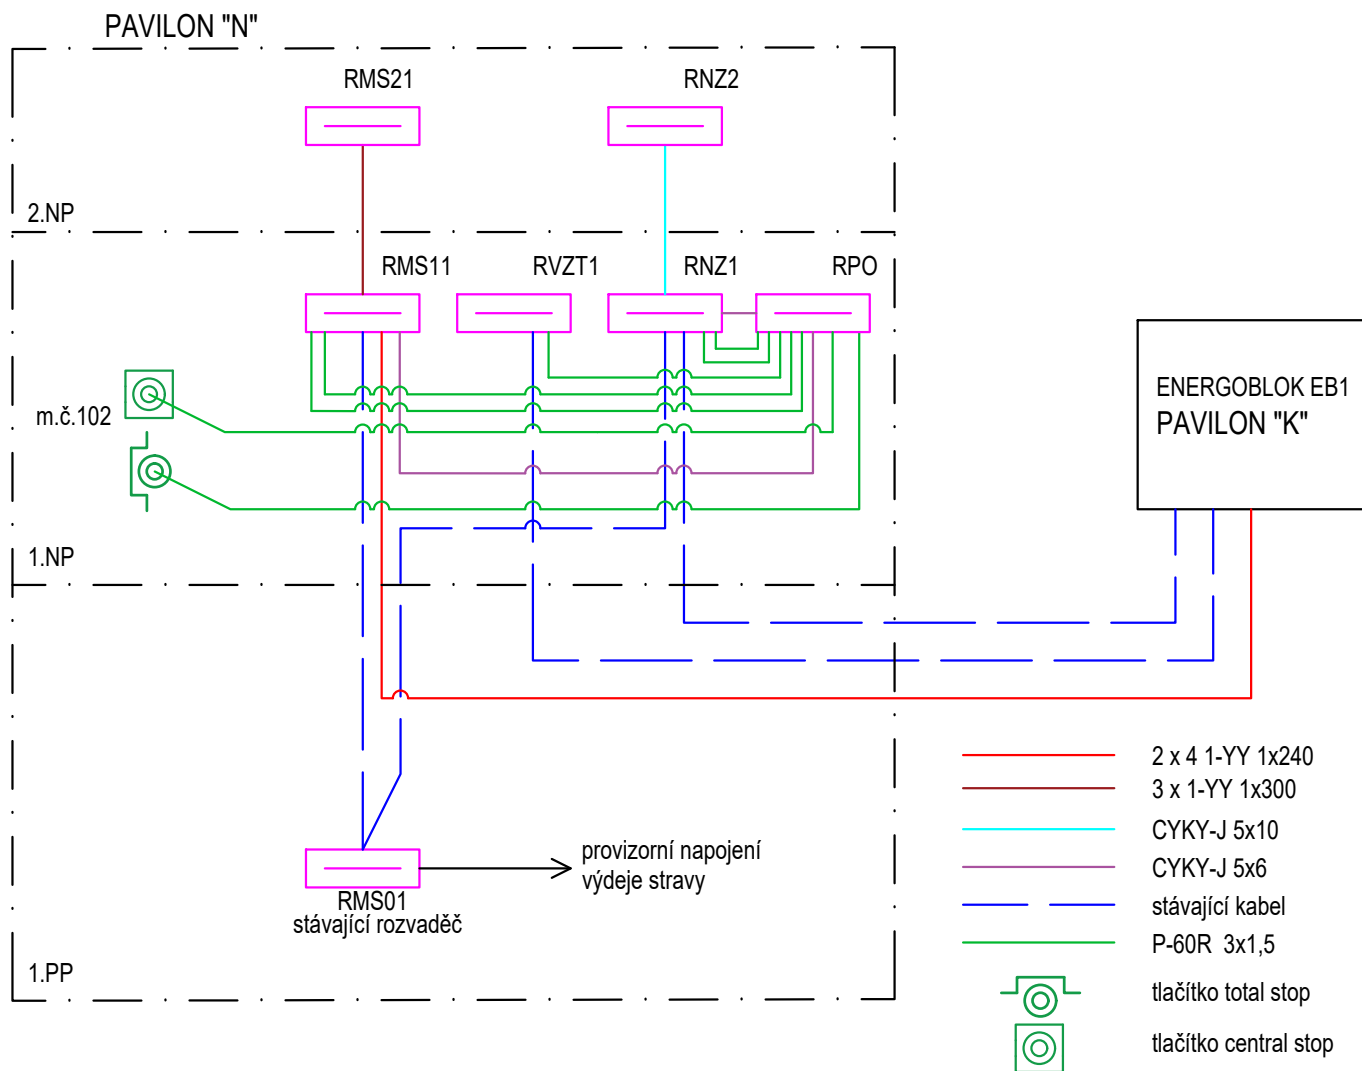 PAVILON "N"
RMS21
RNZ2
2.NP
RMS11
RVZT1
RNZ1
RPO
m.č.102
ENERGOBLOK EB1
PAVILON "K"
1.NP
2 x 4 1-YY 1x240
3 x 1-YY 1x300
CYKY-J 5x10
CYKY-J 5x6
stávající kabel
P-60R 3x1,5
tlačítko total stop
tlačítko central stop
provizorní napojení
výdeje stravy
RMS01
stávající rozvaděč
1.PP